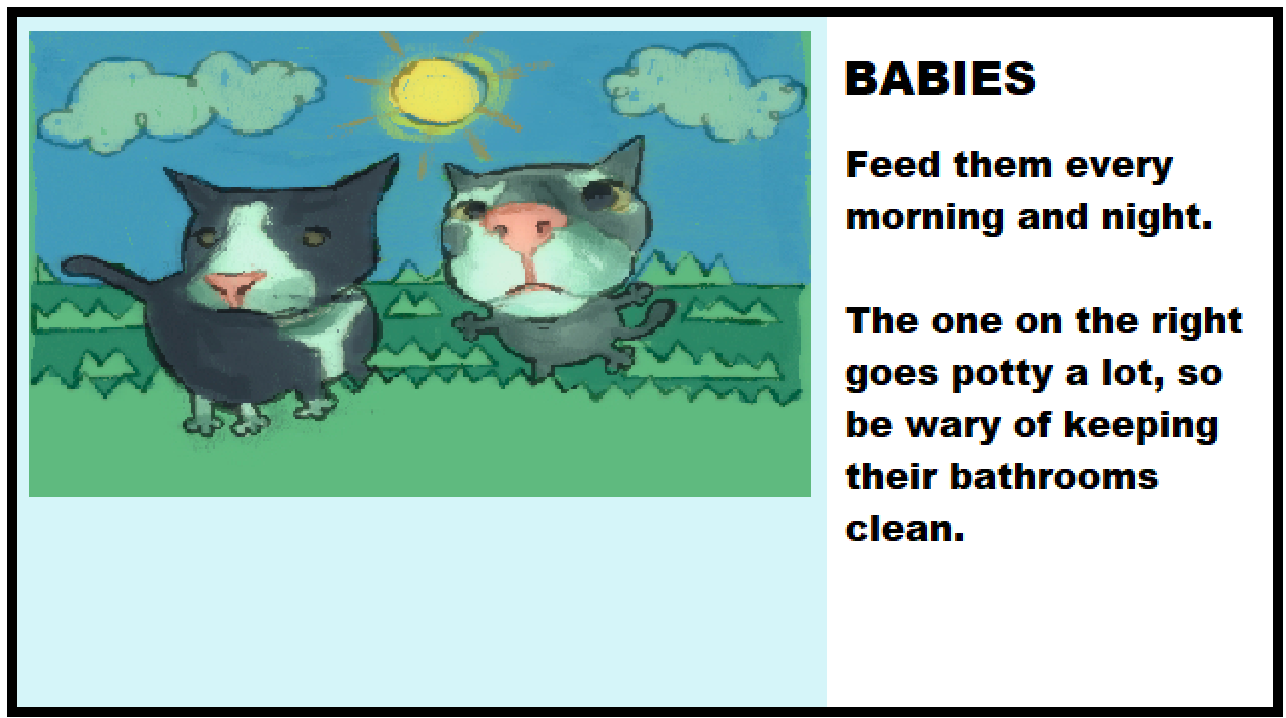 BABIES
Feed them every
morning and night.
The one on the right
goes potty a lot, so
be wary of keeping
their bathrooms
clean.